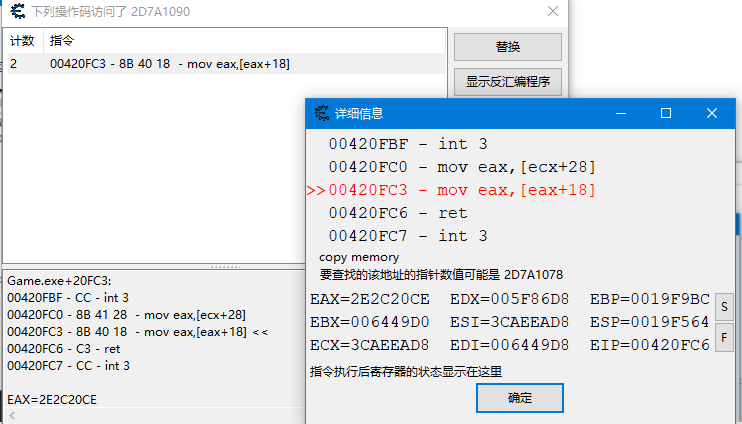 下列操作码访问了 2D7A1090
计数 指令
2 00420FC3 - 8B 40 18 - mov eax,[eax+18]
替换
显示反汇编程序
Game.exe+20FC3:
00420FBF - CC - int 3
00420FC0 - 8B 41 28 - mov eax,[ecx+28]
00420FC3 - 8B 40 18 - mov eax,[eax+18] <<
00420FC6 - C3 - ret
00420FC7 - CC - int 3
EAX=2E2C20CE
详细信息
00420FBF - int 3
00420FC0 - mov eax,[ecx+28]
>>00420FC3 - mov eax,[eax+18]
00420FC6 - ret
00420FC7 - int 3
copy memory
要查找的该地址的指针数值可能是 2D7A1078
EAX=2E2C20CE EDX=005F86D8 EBP=0019F9BC
EBX=006449D0 ESI=3CAEEAD8 ESP=0019F564
ECX=3CAEEAD8 EDI=006449D8 EIP=00420FC6
S
F
指令执行后寄存器的状态显示在这里
确定